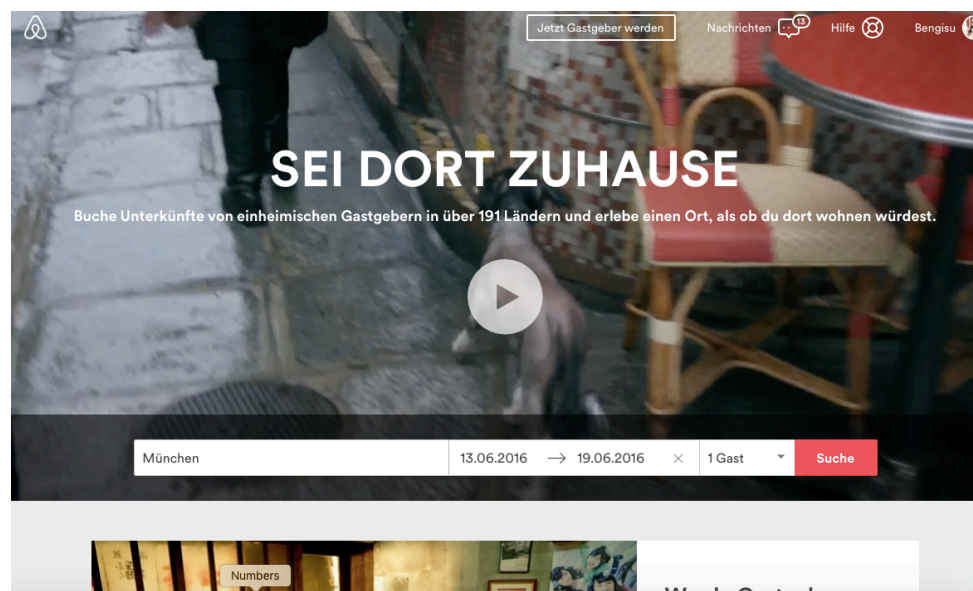 Jetzt Gastgeber werden
Nachrichten 13
Hilfe
Bengisu
SEI DORT ZUHAUSE
Buche Unterkünfte von einheimischen Gastgebern in über 191 Ländern und erlebe einen Ort, als ob du dort wohnen würdest.
München
13.06.2016 → 19.06.2016 ×
1 Gast
Suche
Numbers